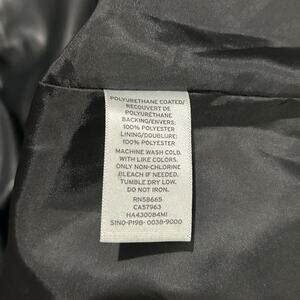 POLYURETHANE COATED/
RECOUVERT DE
POLYURETHANE
BACKING/ENVERS:
100% POLYESTER
LINING/DOUBLURE:
100% POLYESTER
MACHINE WASH COLD.
WITH LIKE COLORS.
ONLY NON-CHLORINE
BLEACH IF NEEDED.
TUMBLE DRY LOW.
DO NOT IRON.
RN58665
CA57963
HA430084MI
SINO-P198- 0038-9000